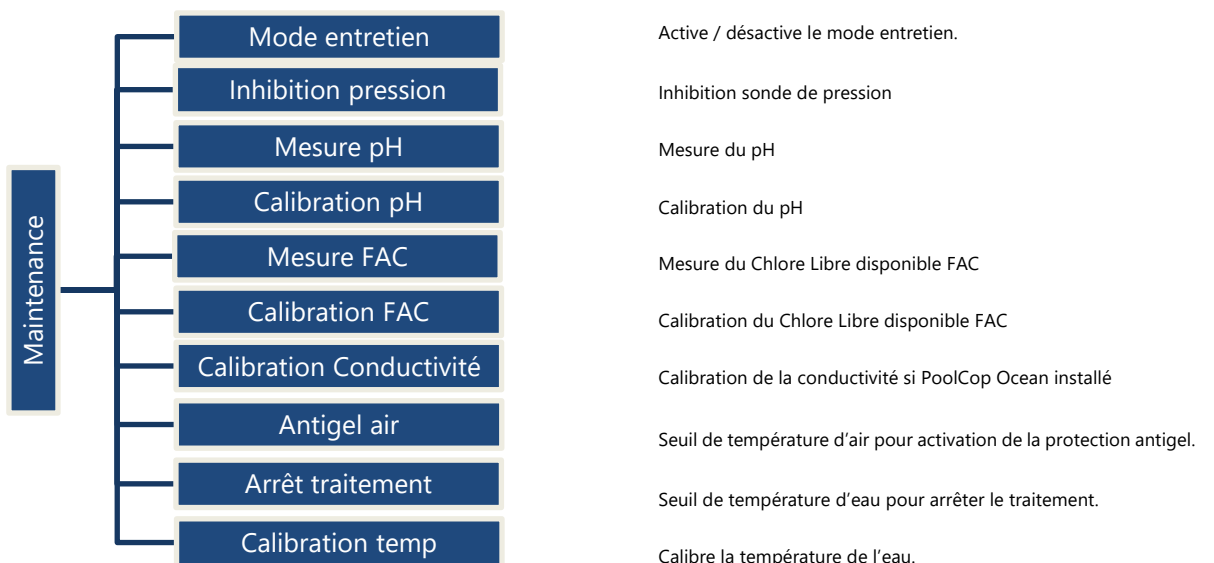 Maintenance
Mode entretien
Active / désactive le mode entretien.
Inhibition pression
Inhibition sonde de pression
Mesure pH
Mesure du pH
Calibration pH
Calibration du pH
Mesure FAC
Mesure du Chlore Libre disponible FAC
Calibration FAC
Calibration du Chlore Libre disponible FAC
Calibration Conductivité
Calibration de la conductivité si PoolCop Ocean installé
Antigel air
Seuil de température d’air pour activation de la protection antigel.
Arrêt traitement
Seuil de température d’eau pour arrêter le traitement.
Calibration temp
Calibre la température de l’eau.